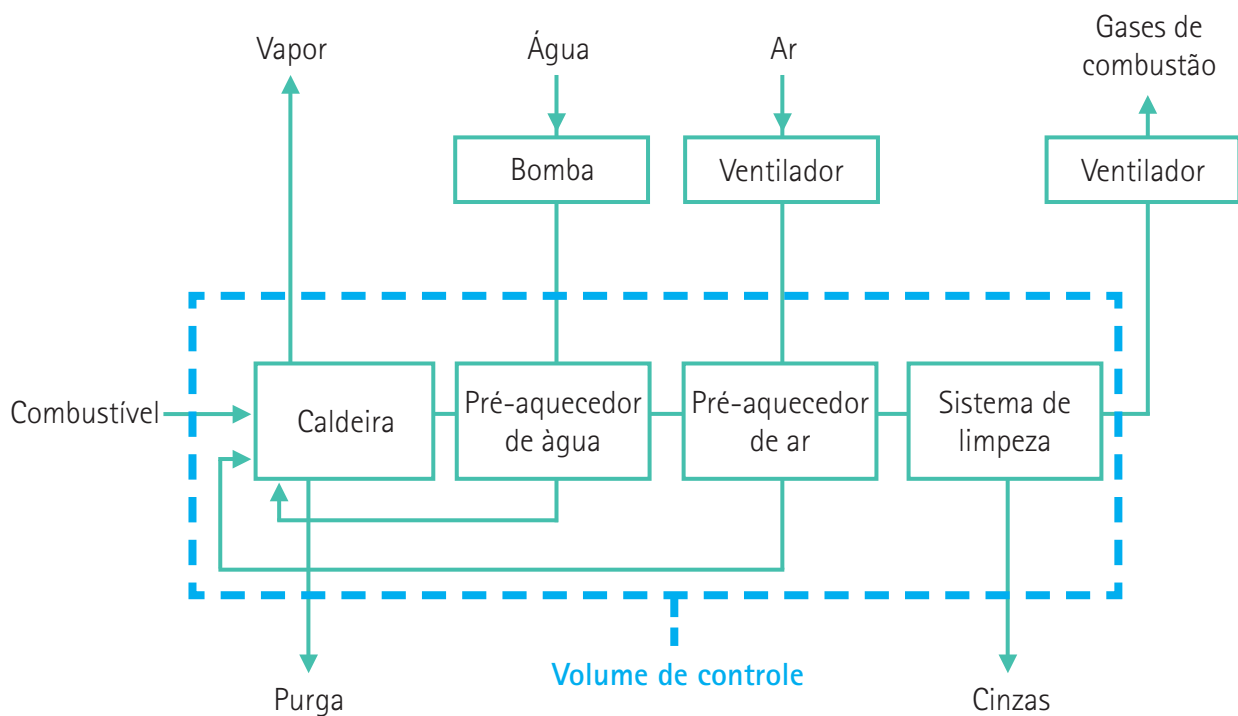 Vapor
Água
Ar
Gases de
combustão
Bomba
Ventilador
Ventilador
Combustível
Caldeira
Pré-aquecedor
de àgua
Pré-aquecedor
de ar
Sistema de
limpeza
Volume de controle
Purga
Cinzas